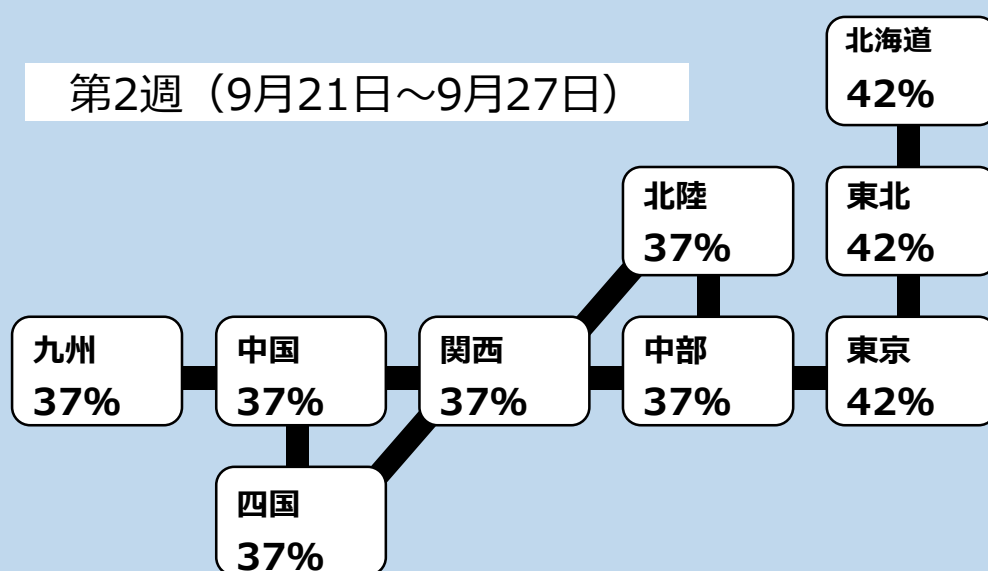 北海道
42%
第2週（9月21日～9月27日）
北陸
37%
東北
42%
九州
37%
中国
37%
関西
37%
中部
37%
東京
42%
四国
37%